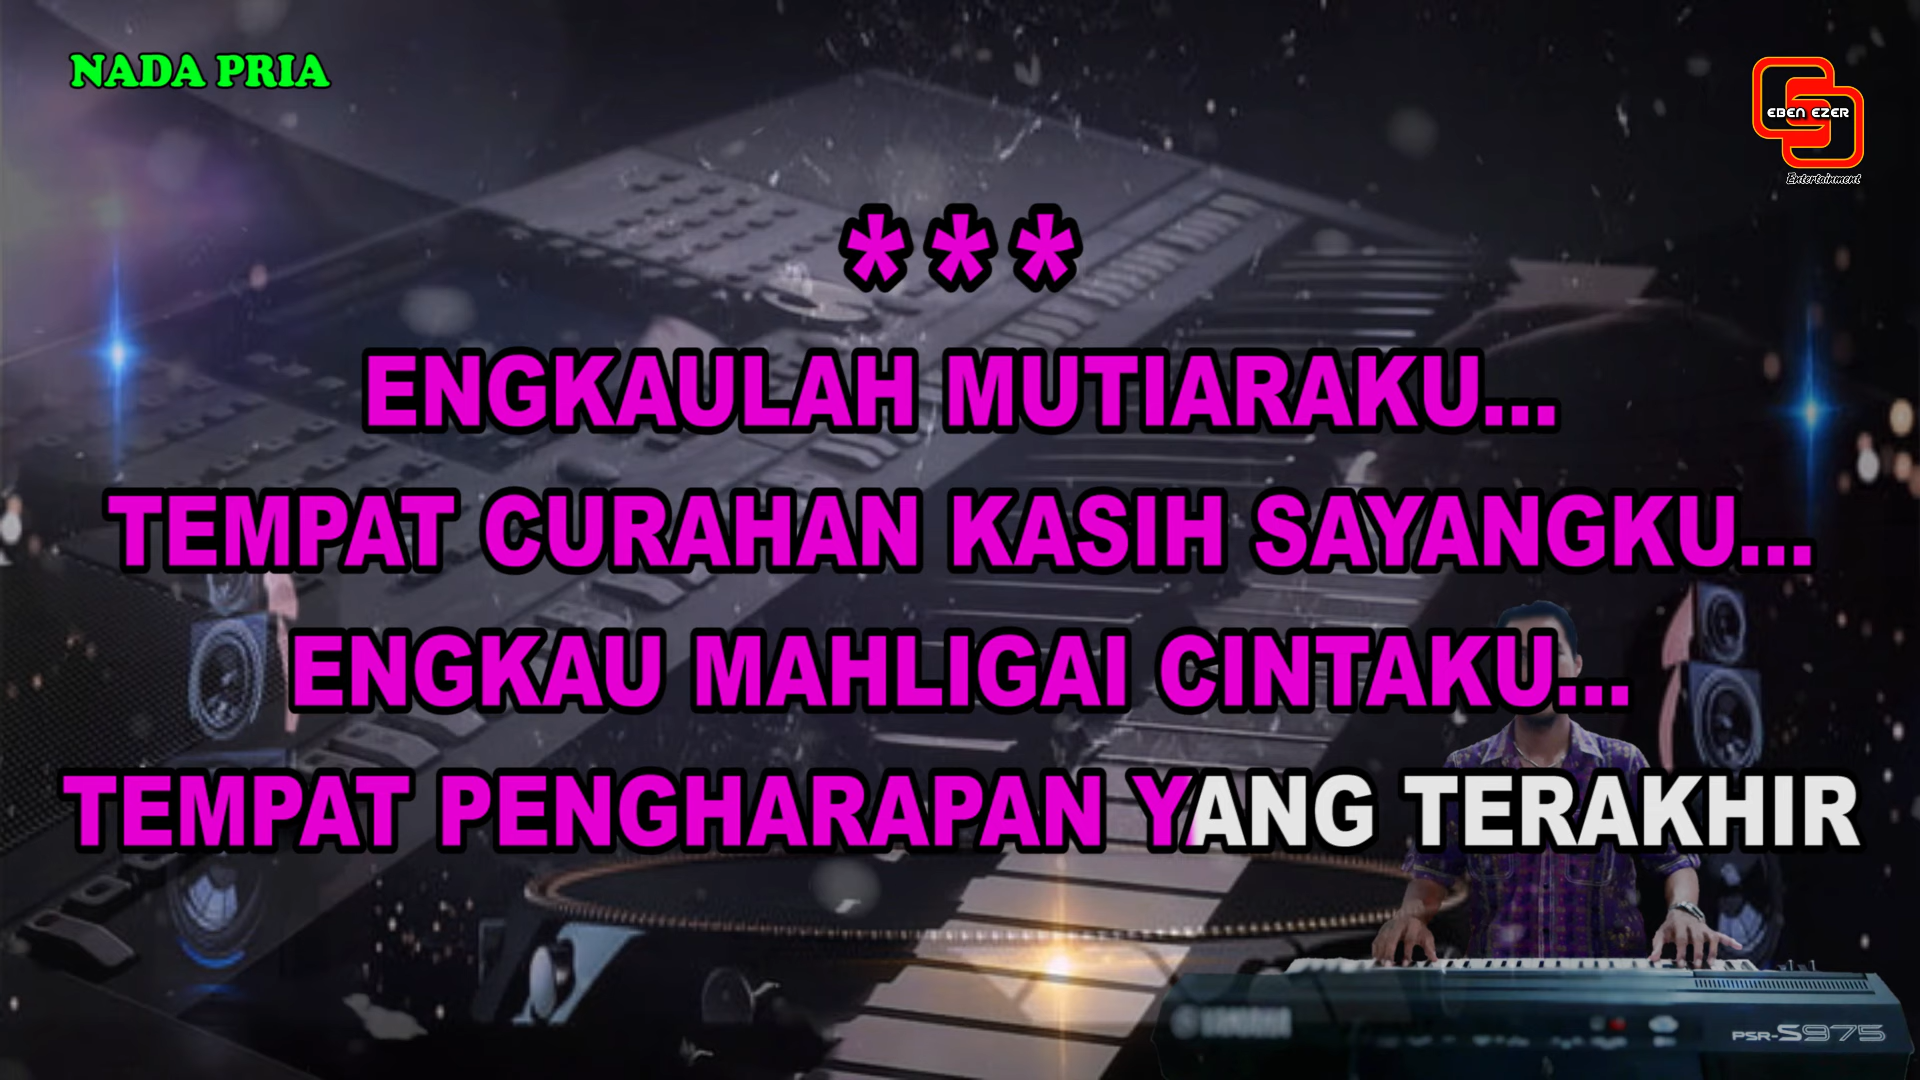 NADA PRIA
EBEN EZER
Entertainment
***
ENGKAULAH MUTIARAKU...
TEMPAT CURAHAN KASIH SAYANGKU...
ENGKAU MAHLIGAI CINTAKU...
TEMPAT PENGHARAPAN YANG TERAKHIR
YAMAHA
PSR-S975